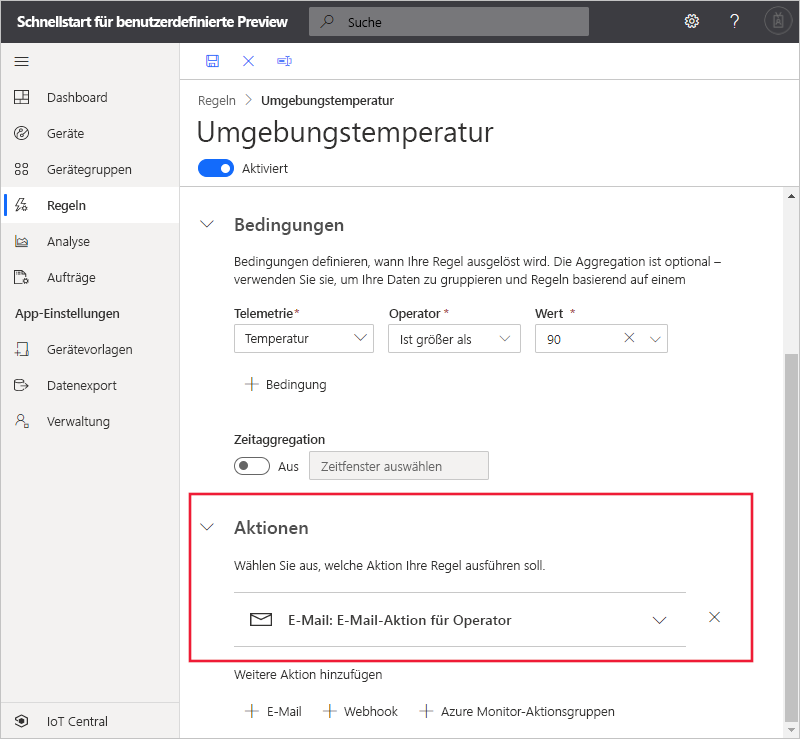 Schnellstart für benutzerdefinierte Preview
Suche
?
Dashboard
Geräte
Gerätegruppen
Regeln
Analyse
Aufträge
App-Einstellungen
Gerätevorlagen
Datenexport
Verwaltung
IoT Central
Regeln > Umgebungstemperatur
Umgebungstemperatur
Aktiviert
Bedingungen
Bedingungen definieren, wann Ihre Regel ausgelöst wird. Die Aggregation ist optional –
verwenden Sie sie, um Ihre Daten zu gruppieren und Regeln basierend auf einem
Telemetrie* Operator * Wert *
Temperatur Ist größer als 90
+ Bedingung
Zeitaggregation
Aus Zeitfenster auswählen
Aktionen
Wählen Sie aus, welche Aktion Ihre Regel ausführen soll.
E-Mail: E-Mail-Aktion für Operator
Weitere Aktion hinzufügen
+ E-Mail + Webhook + Azure Monitor-Aktionsgruppen